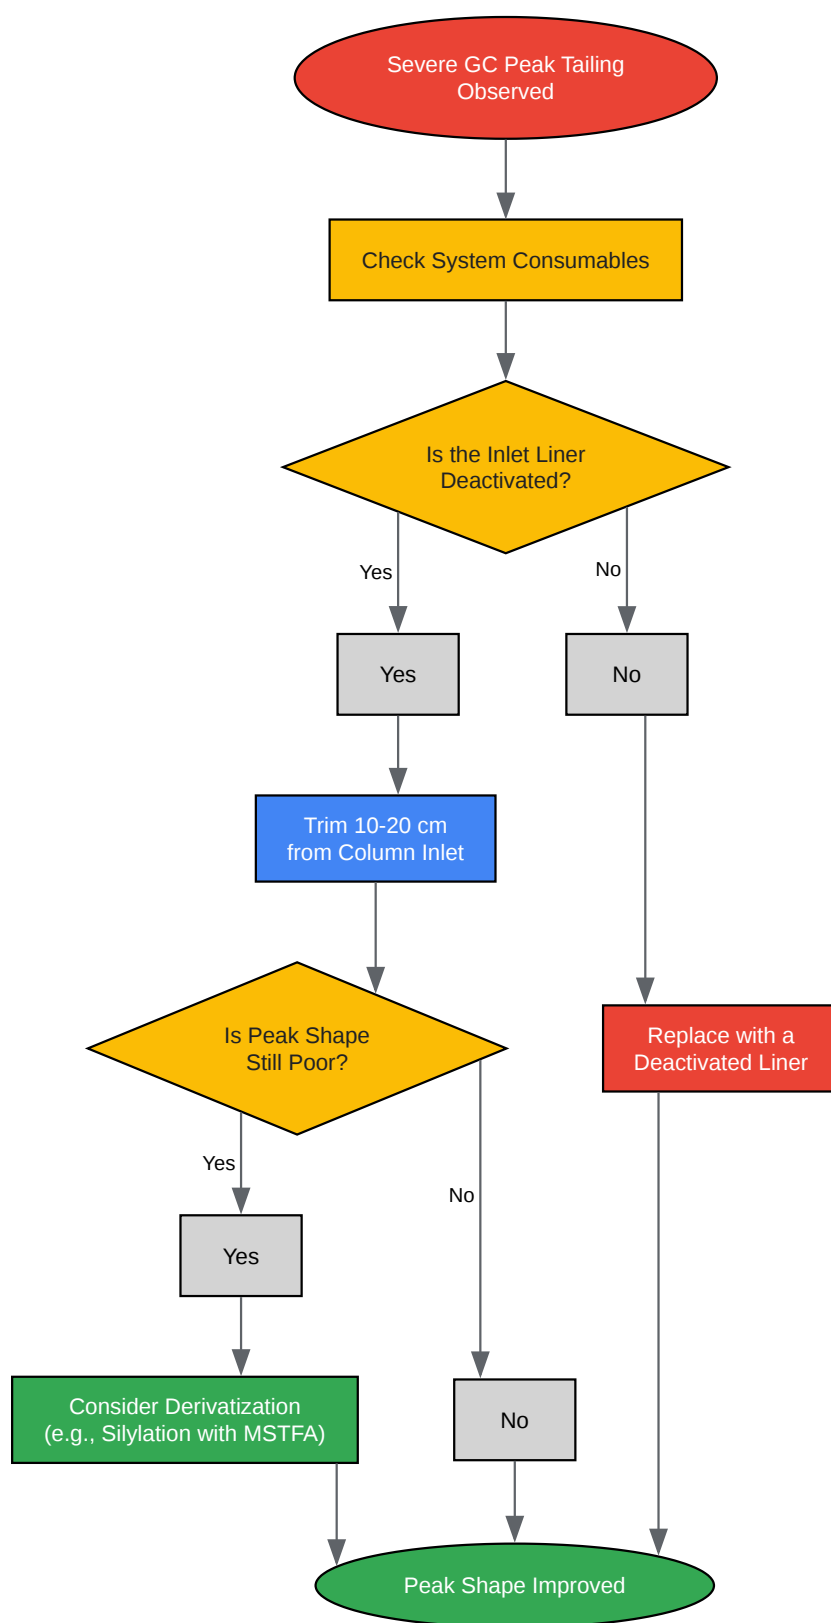 Severe GC Peak Tailing
Observed
Check System Consumables
Is the Inlet Liner
Deactivated?
Yes
No
Yes
No
Trim 10-20 cm
from Column Inlet
Is Peak Shape
Still Poor?
Replace with a
Deactivated Liner
Yes
No
Yes
Consider Derivatization
(e.g., Silylation with MSTFA)
No
Peak Shape Improved